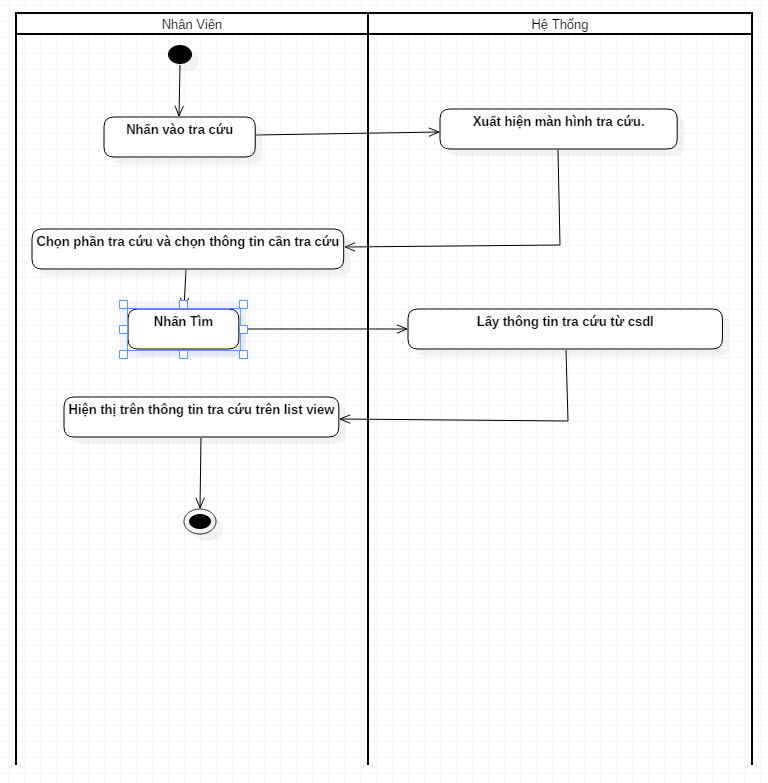 Nhân Viên
Hệ Thống
Nhấn vào tra cứu
Xuất hiện màn hình tra cứu.
Chọn phần tra cứu và chọn thông tin cần tra cứu
Nhấn Tìm
Lấy thông tin tra cứu từ csdl
Hiện thị trên thông tin tra cứu trên list view